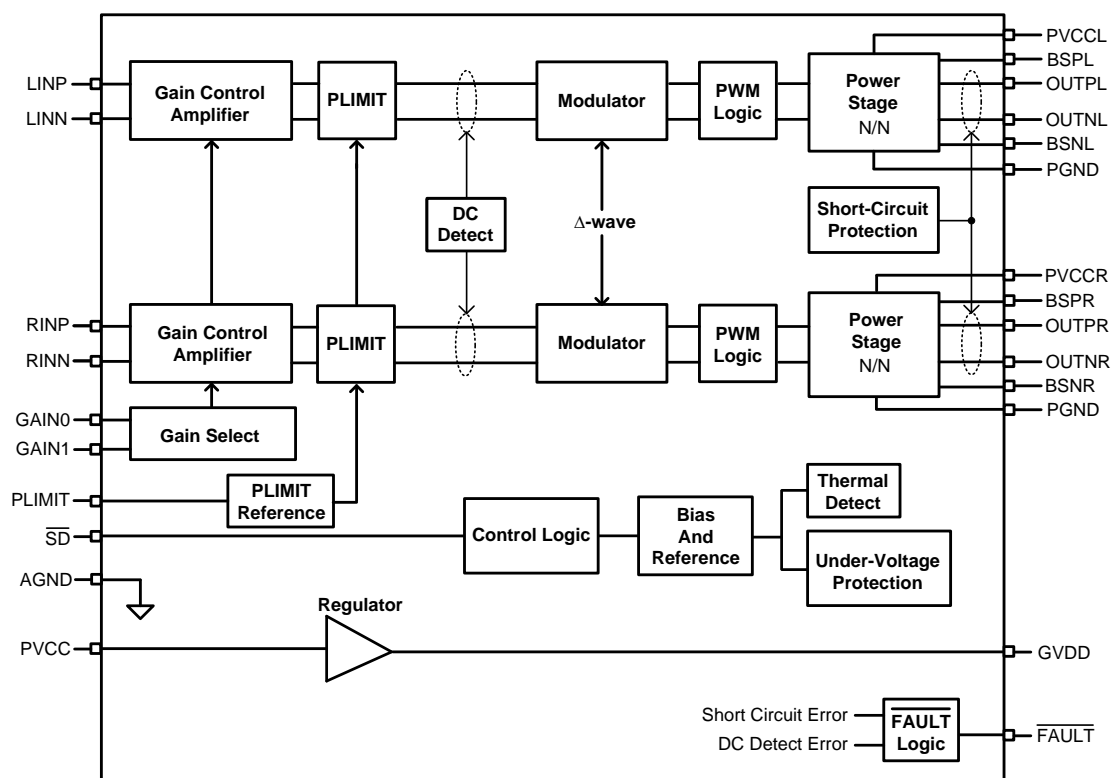 PVCCL
BSPL
LINP
Gain Control
Amplifier
PLIMIT
Modulator
PWM
Logic
Power
Stage
N/N
OUTPL
LINN
OUTNL
BSNL
PGND
DC
Detect
Δ-wave
Short-Circuit
Protection
PVCCR
BSPR
RINP
Gain Control
Amplifier
PLIMIT
Modulator
PWM
Logic
Power
Stage
N/N
OUTPR
RINN
OUTNR
BSNR
PGND
GAIN0
GAIN1
Gain Select
PLIMIT
PLIMIT
Reference
SD
Control Logic
Bias
And
Reference
Thermal
Detect
Under-Voltage
Protection
AGND
Regulator
PVCC
GVDD
Short Circuit Error
DC Detect Error
FAULT
Logic
FAULT